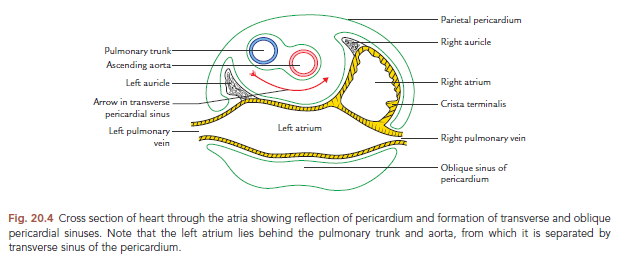 Parietal pericardium
Right auricle
Pulmonary trunk
Ascending aorta
Left auricle
Right atrium
Arrow in transverse
pericardial sinus
Crista terminalis
Left atrium
Left pulmonary
vein
Right pulmonary vein
Oblique sinus of
pericardium
Fig. 20.4 Cross section of heart through the atria showing reflection of pericardium and formation of transverse and oblique
pericardial sinuses. Note that the left atrium lies behind the pulmonary trunk and aorta, from which it is separated by
transverse sinus of the pericardium.